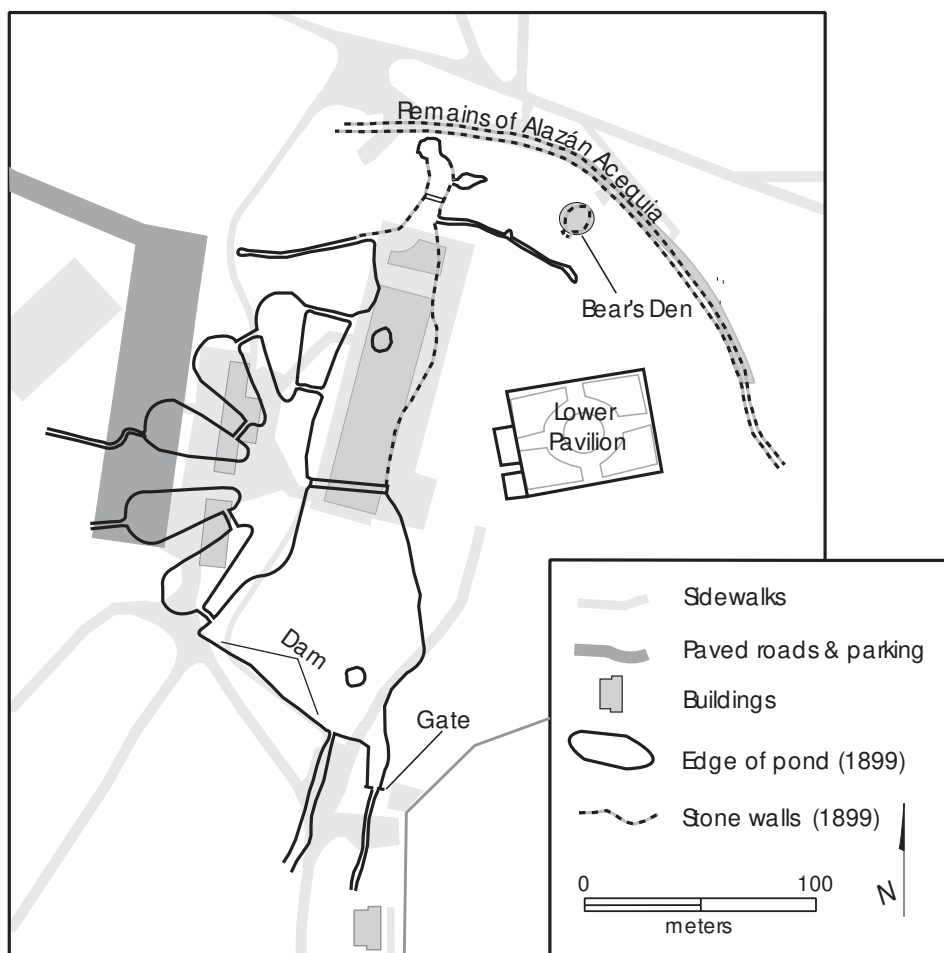 Remains of Alazán Acequia
Bear's Den
Lower
Pavilion
Dam
Gate
Sidewalks
Paved roads & parking
Buildings
Edge of pond (1899)
Stone walls (1899)
0 100
meters
N